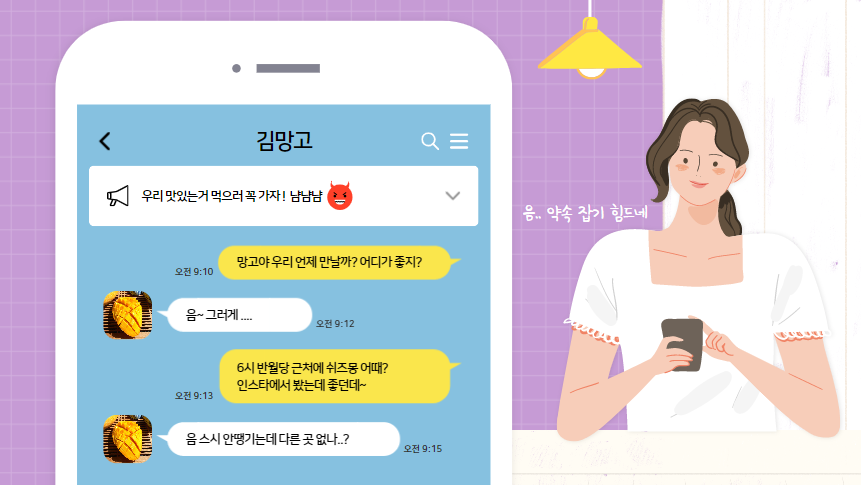 김망고
우리 맛있는거 먹으러 꼭 가자! 냠냠냠
망고야 우리 언제 만날까? 어디가 좋지?
오전 9:10
음~ 그러게 ....
오전 9:12
6시 반월당 근처에 쉬즈몽 어때?
인스타에서 봤는데 좋던데~
오전 9:13
음 스시 안땡기는데 다른 곳 없나..?
오전 9:15
음.. 약속 잡기 힘드네